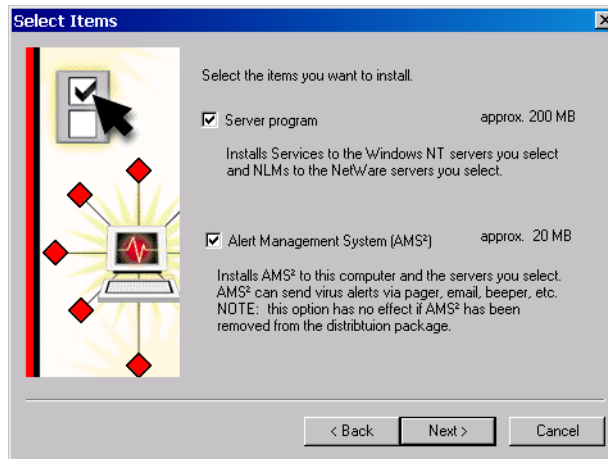 Select Items
Select the items you want to install.
Server program approx. 200 MB
Installs Services to the Windows NT servers you select
and NLMs to the NetWare servers you select.
Alert Management System (AMS²) approx. 20 MB
Installs AMS² to this computer and the servers you select.
AMS² can send virus alerts via pager, email, beeper, etc.
NOTE: this option has no effect if AMS² has been
removed from the distribtuion package.
< Back Next > Cancel